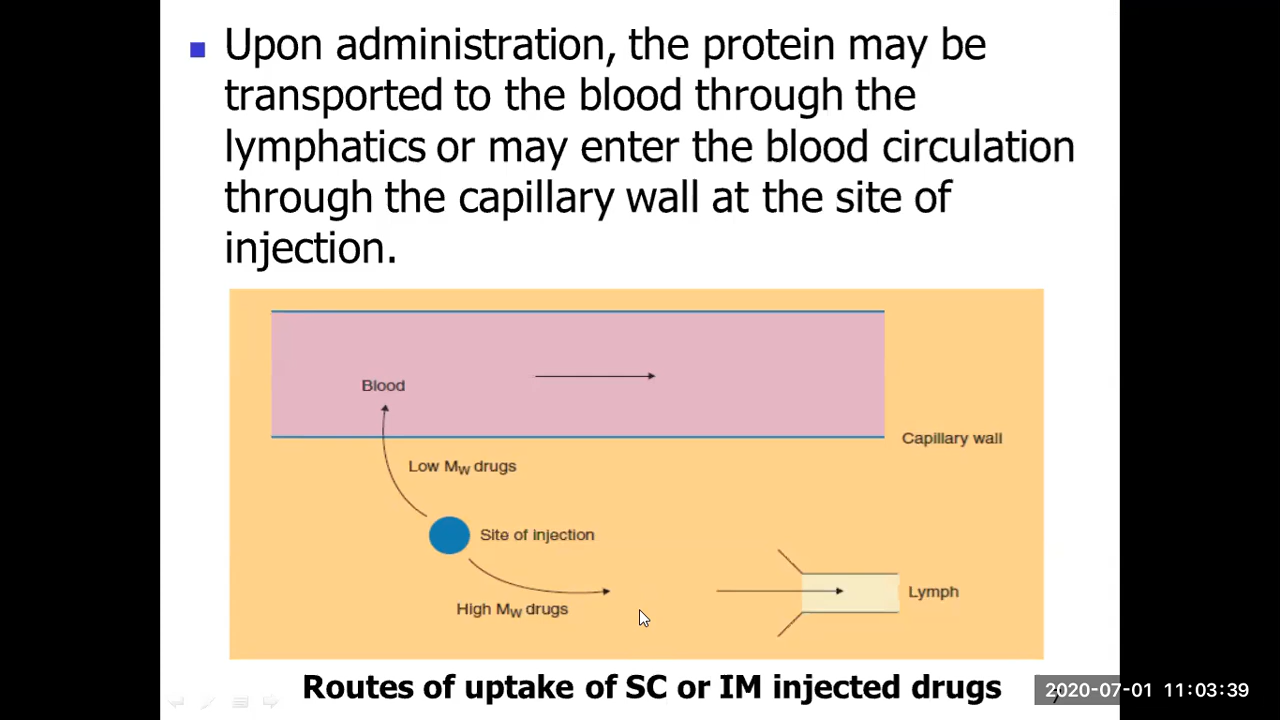 Upon administration, the protein may be
transported to the blood through the
lymphatics or may enter the blood circulation
through the capillary wall at the site of
injection.
Blood
Capillary wall
Low Mw drugs
Site of injection
High Mw drugs
Lymph
Routes of uptake of SC or IM injected drugs
2020-07-01 11:03:39